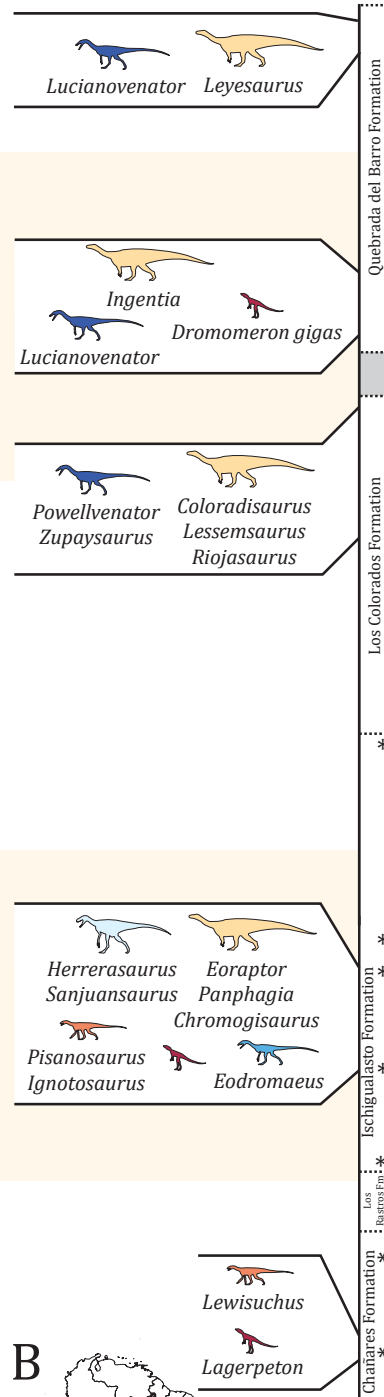 Lucianovenator Leyesaurus
Quebrada del Barro Formation
Ingentia
Dromomeron gigas
Lucianovenator
Powellvenator
Zupaysaurus
Coloradisaurus
Lessemsaurus
Riojasaurus
Los Colorados Formation
*
Herrerasaurus
Sanjuansaurus
Eoraptor
Panphagia
Chromogisaurus
Pisanosaurus
Ignotosaurus
Eodromaeus
Ischigualasto Formation
*
*
*
*
Los
Rastros Fm
Lewisuchus
Lagerpeton
Chañares Formation
*
*
B